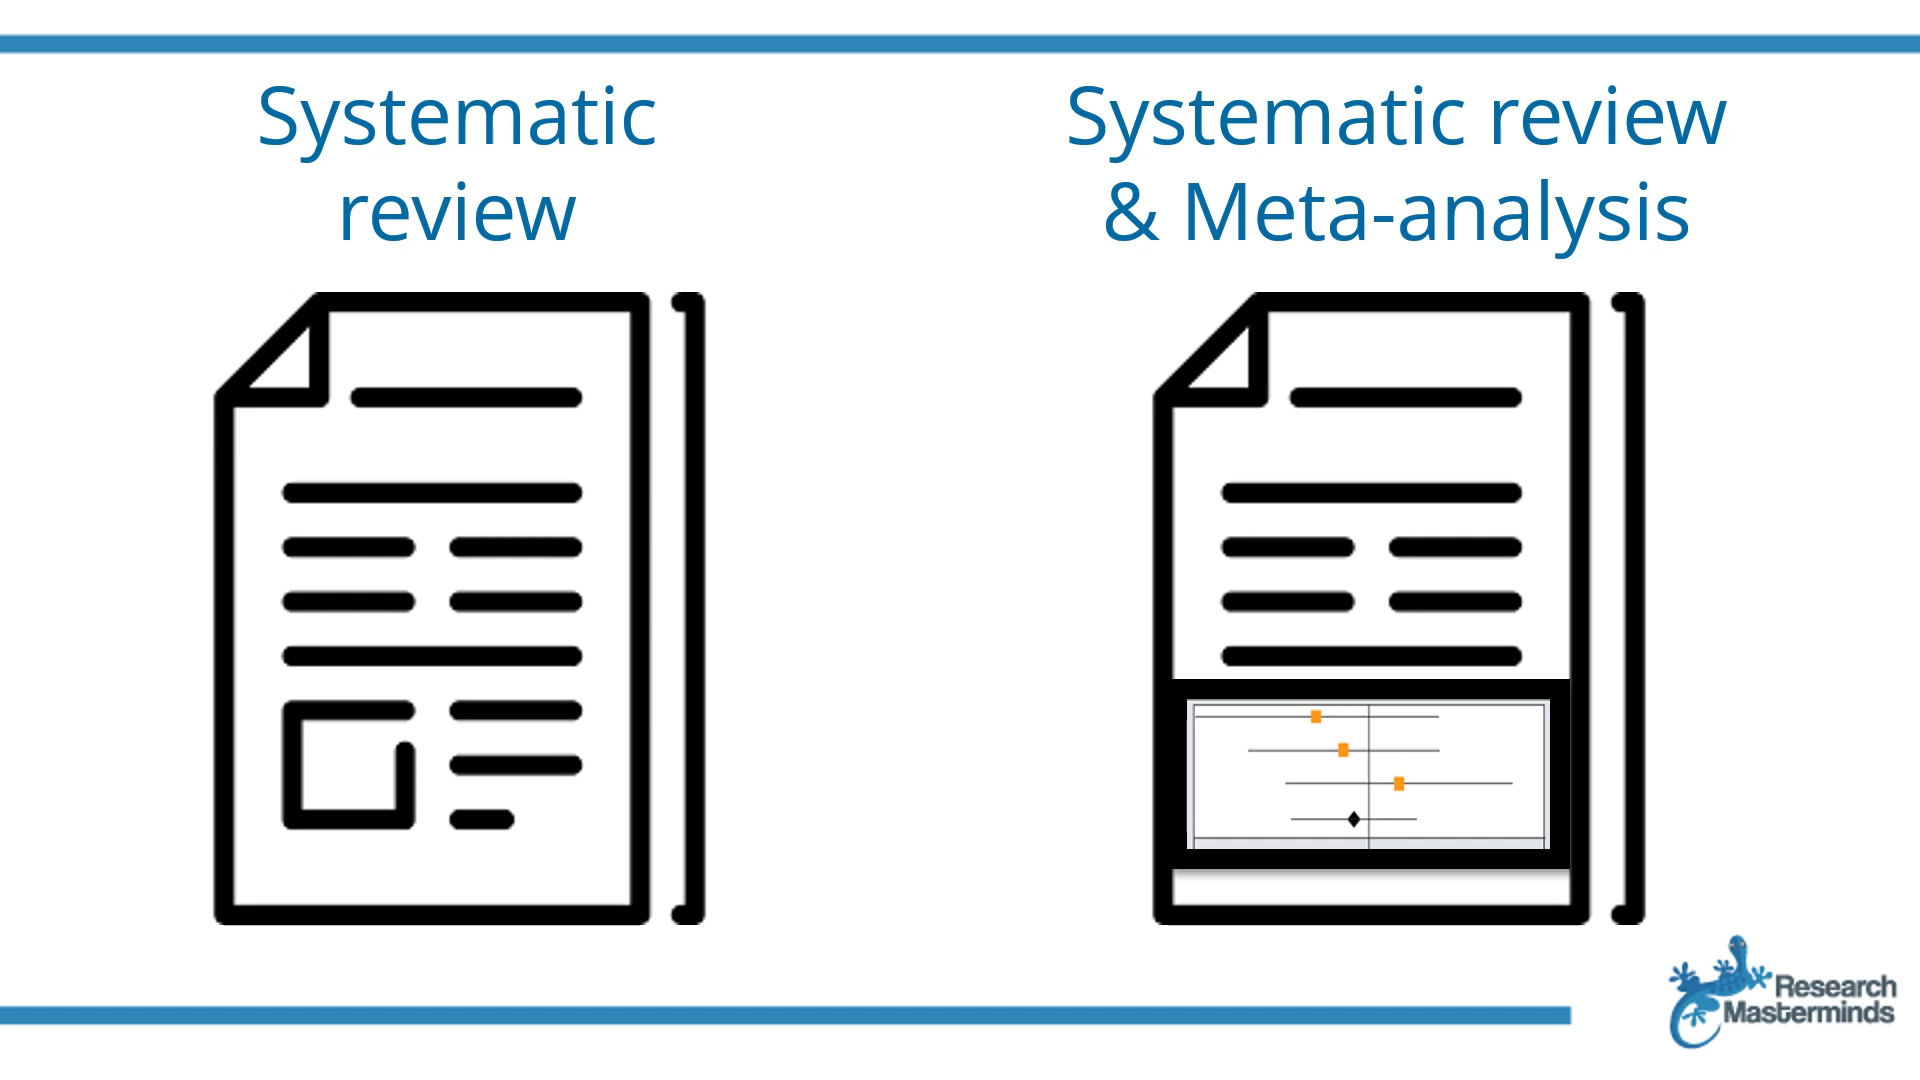 Systematic
review
Systematic review
& Meta-analysis
Research
Masterminds